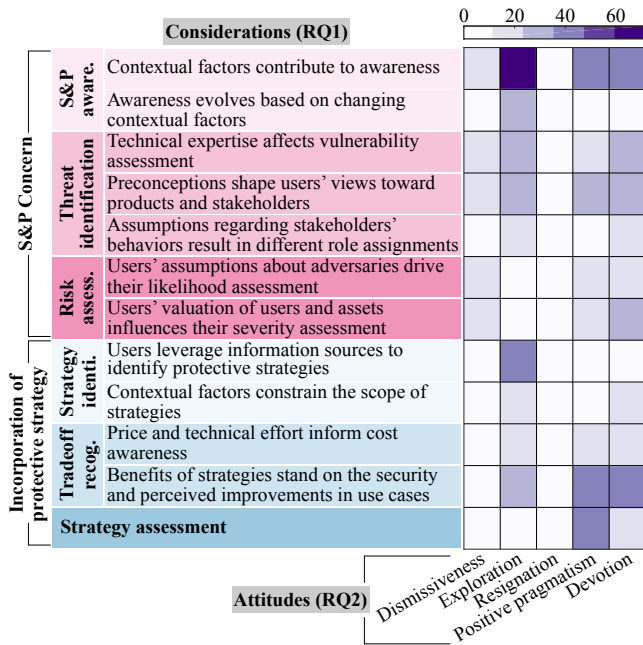 Considerations (RQ1)
0 20 40 60
S&P Concern
S&P
aware.
Contextual factors contribute to awareness
Awareness evolves based on changing
contextual factors
Threat
identification
Technical expertise affects vulnerability
assessment
Preconceptions shape users’ views toward
products and stakeholders
Assumptions regarding stakeholders’
behaviors result in different role assignments
Risk
assess.
Users’ assumptions about adversaries drive
their likelihood assessment
Users’ valuation of users and assets
influences their severity assessment
Incorporation of
protective strategy
Strategy
identi.
Users leverage information sources to
identify protective strategies
Contextual factors constrain the scope of
strategies
Tradeoff
recog.
Price and technical effort inform cost
awareness
Benefits of strategies stand on the security
and perceived improvements in use cases
Strategy assessment
Dismissiveness
Exploration
Resignation
Positive pragmatism
Devotion
Attitudes (RQ2)